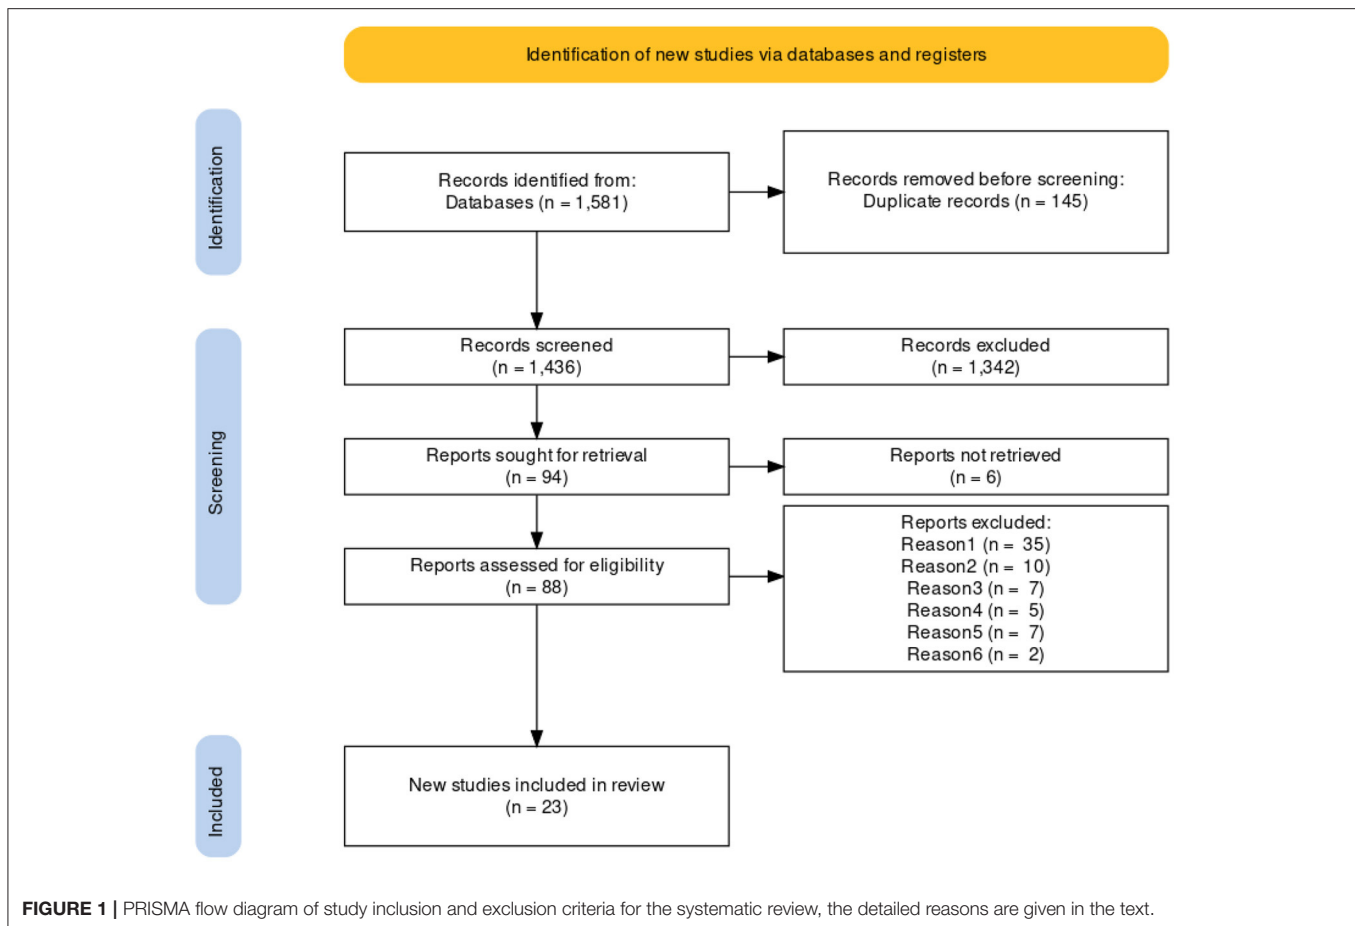 Identification of new studies via databases and registers
Identification
Records identified from:
Databases (n = 1,581)
Records removed before screening:
Duplicate records (n = 145)
Screening
Records screened
(n = 1,436)
Records excluded
(n = 1,342)
Reports sought for retrieval
(n = 94)
Reports not retrieved
(n = 6)
Reports assessed for eligibility
(n = 88)
Reports excluded:
Reason1 (n = 35)
Reason2 (n = 10)
Reason3 (n = 7)
Reason4 (n = 5)
Reason5 (n = 7)
Reason6 (n = 2)
Included
New studies included in review
(n = 23)
FIGURE 1 | PRISMA flow diagram of study inclusion and exclusion criteria for the systematic review, the detailed reasons are given in the text.